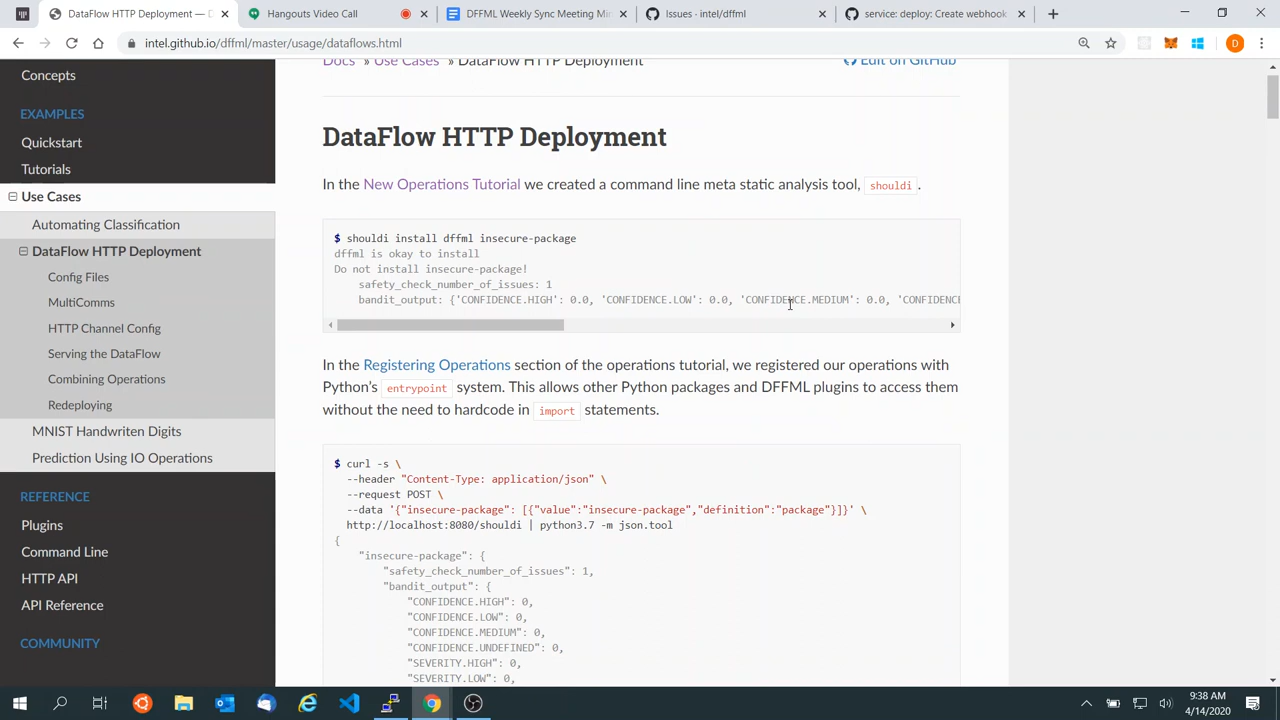 DataFlow HTTP Deployment — D
Hangouts Video Call
DFFML Weekly Sync Meeting Min
Issues · intel/dffml
service: deploy: Create webhook
intel.github.io/dffml/master/usage/dataflows.html
D
Concepts
EXAMPLES
Quickstart
Tutorials
Use Cases
Automating Classification
DataFlow HTTP Deployment
Config Files
MultiComms
HTTP Channel Config
Serving the DataFlow
Combining Operations
Redeploying
MNIST Handwriten Digits
Prediction Using IO Operations
REFERENCE
Plugins
Command Line
HTTP API
API Reference
COMMUNITY
Docs » Use Cases » DataFlow HTTP Deployment
Edit on GitHub
DataFlow HTTP Deployment
In the New Operations Tutorial we created a command line meta static analysis tool, shouldi .
$ shouldi install dffml insecure-package
dffml is okay to install
Do not install insecure-package!
safety_check_number_of_issues: 1
bandit_output: {'CONFIDENCE.HIGH': 0.0, 'CONFIDENCE.LOW': 0.0, 'CONFIDENCE.MEDIUM': 0.0, 'CONFIDENCE
In the Registering Operations section of the operations tutorial, we registered our operations with
Python's entrypoint system. This allows other Python packages and DFFML plugins to access them
without the need to hardcode in import statements.
$ curl -s \
--header "Content-Type: application/json" \
--request POST \
--data '{"insecure-package": [{"value":"insecure-package","definition":"package"}]}' \
http://localhost:8080/shouldi | python3.7 -m json.tool
{
"insecure-package": {
"safety_check_number_of_issues": 1,
"bandit_output": {
"CONFIDENCE.HIGH": 0,
"CONFIDENCE.LOW": 0,
"CONFIDENCE.MEDIUM": 0,
"CONFIDENCE.UNDEFINED": 0,
"SEVERITY.HIGH": 0,
"SEVERITY.LOW": 0,
9:38 AM
4/14/2020